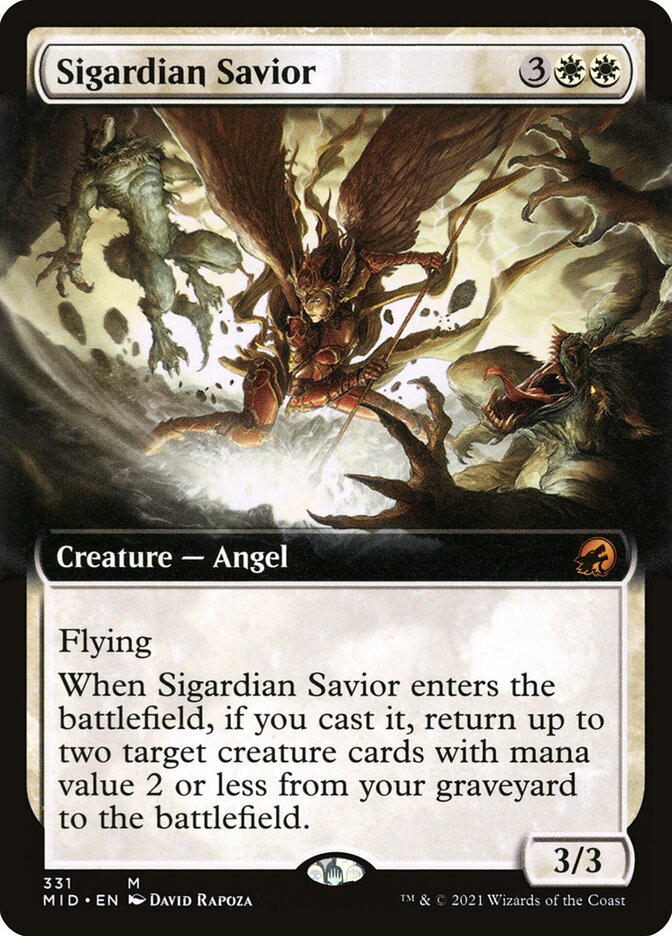 Sigardian Savior 3
Creature — Angel
Flying
When Sigardian Savior enters the
battlefield, if you cast it, return up to
two target creature cards with mana
value 2 or less from your graveyard
to the battlefield.
3/3
331 M
MID • EN DAVID RAPOZA ™ & © 2021 Wizards of the Coast